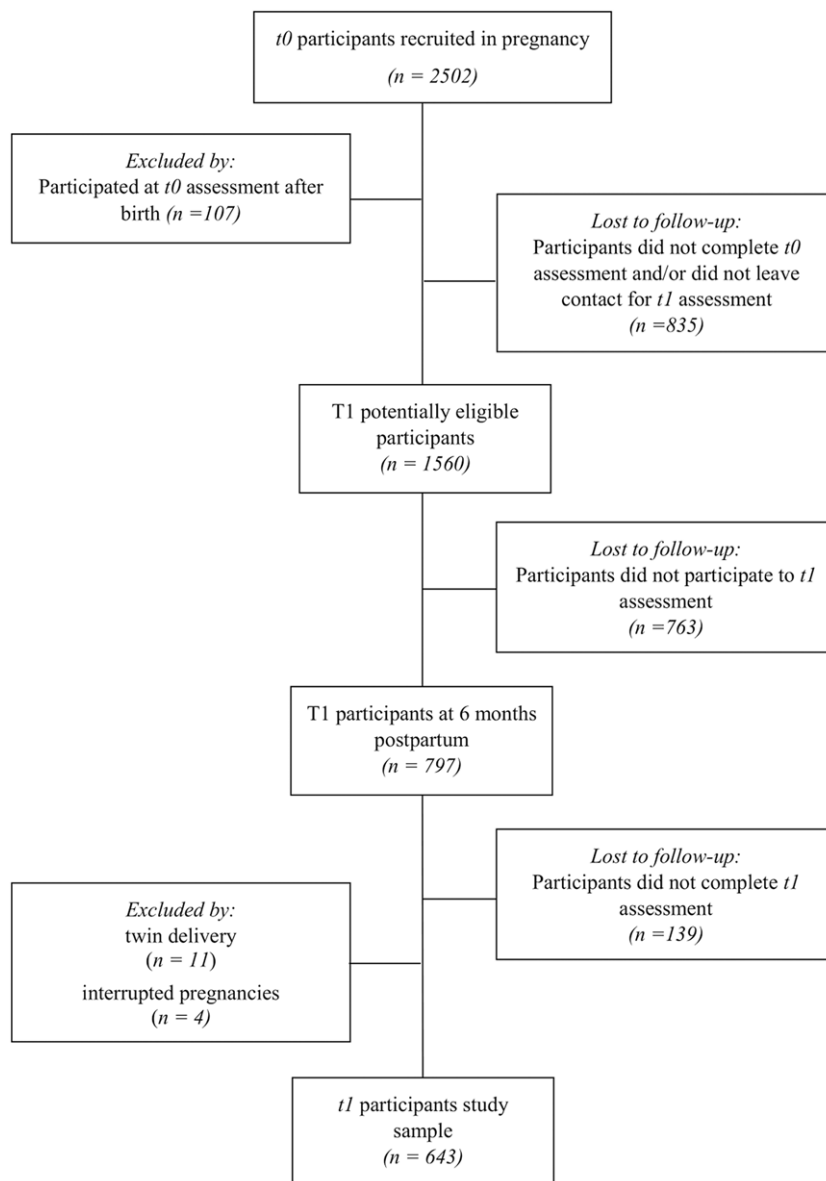 t0 participants recruited in pregnancy
(n = 2502)
Excluded by:
Participated at t0 assessment after
birth (n =107)
Lost to follow-up:
Participants did not complete t0
assessment and/or did not leave
contact for t1 assessment
(n =835)
T1 potentially eligible
participants
(n = 1560)
Lost to follow-up:
Participants did not participate to t1
assessment
(n =763)
T1 participants at 6 months
postpartum
(n = 797)
Lost to follow-up:
Participants did not complete t1
assessment
(n =139)
Excluded by:
twin delivery
(n = 11)
interrupted pregnancies
(n = 4)
t1 participants study
sample
(n = 643)